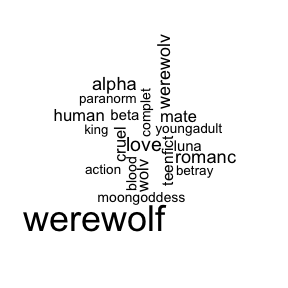 werewolv
alpha
paranorm
complet
human beta mate
king cruel youngadult
love luna
romanc
action blood wolv teenfict betray
moongoddess
werewolf